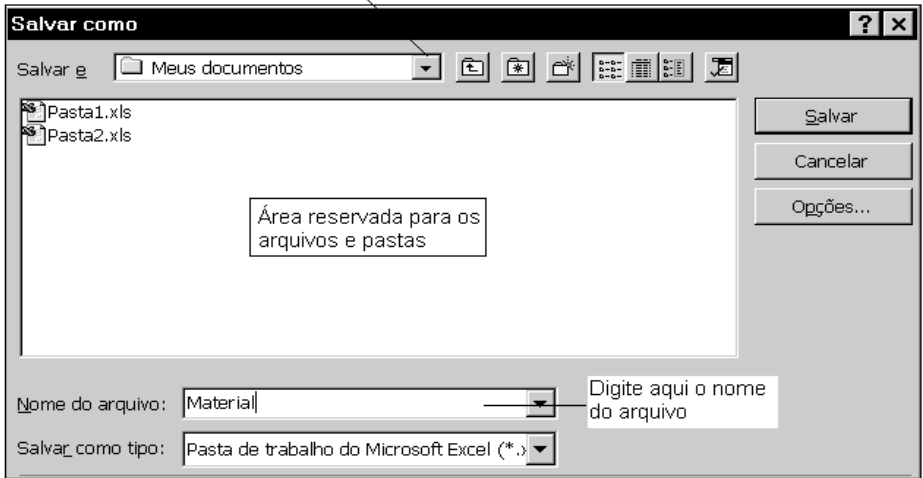 Salvar como
Salvar e
Meus documentos
Pasta1.xls
Pasta2.xls
Salvar
Cancelar
Opções...
Área reservada para os
arquivos e pastas
Nome do arquivo:
Material
Digite aqui o nome
do arquivo
Salvar como tipo:
Pasta de trabalho do Microsoft Excel (*.x